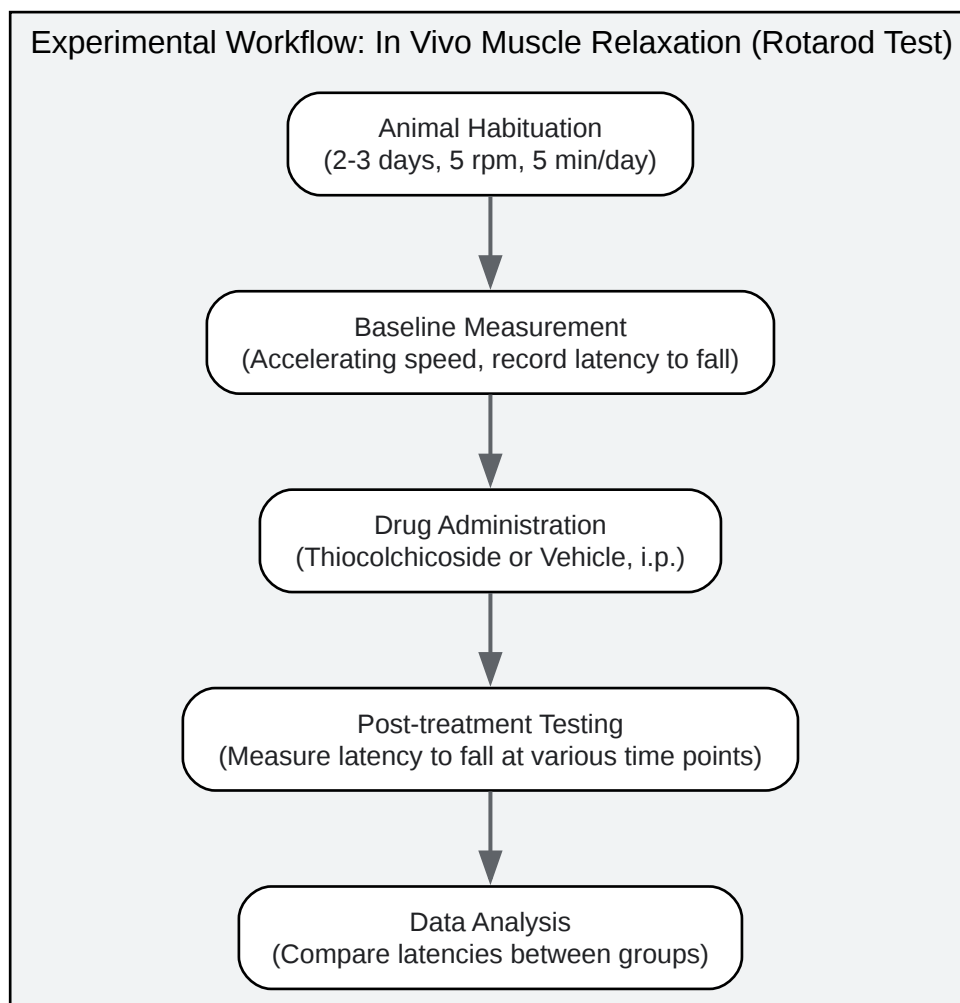 Experimental Workflow: In Vivo Muscle Relaxation (Rotarod Test)
Animal Habituation
(2-3 days, 5 rpm, 5 min/day)
Baseline Measurement
(Accelerating speed, record latency to fall)
Drug Administration
(Thiocolchicoside or Vehicle, i.p.)
Post-treatment Testing
(Measure latency to fall at various time points)
Data Analysis
(Compare latencies between groups)